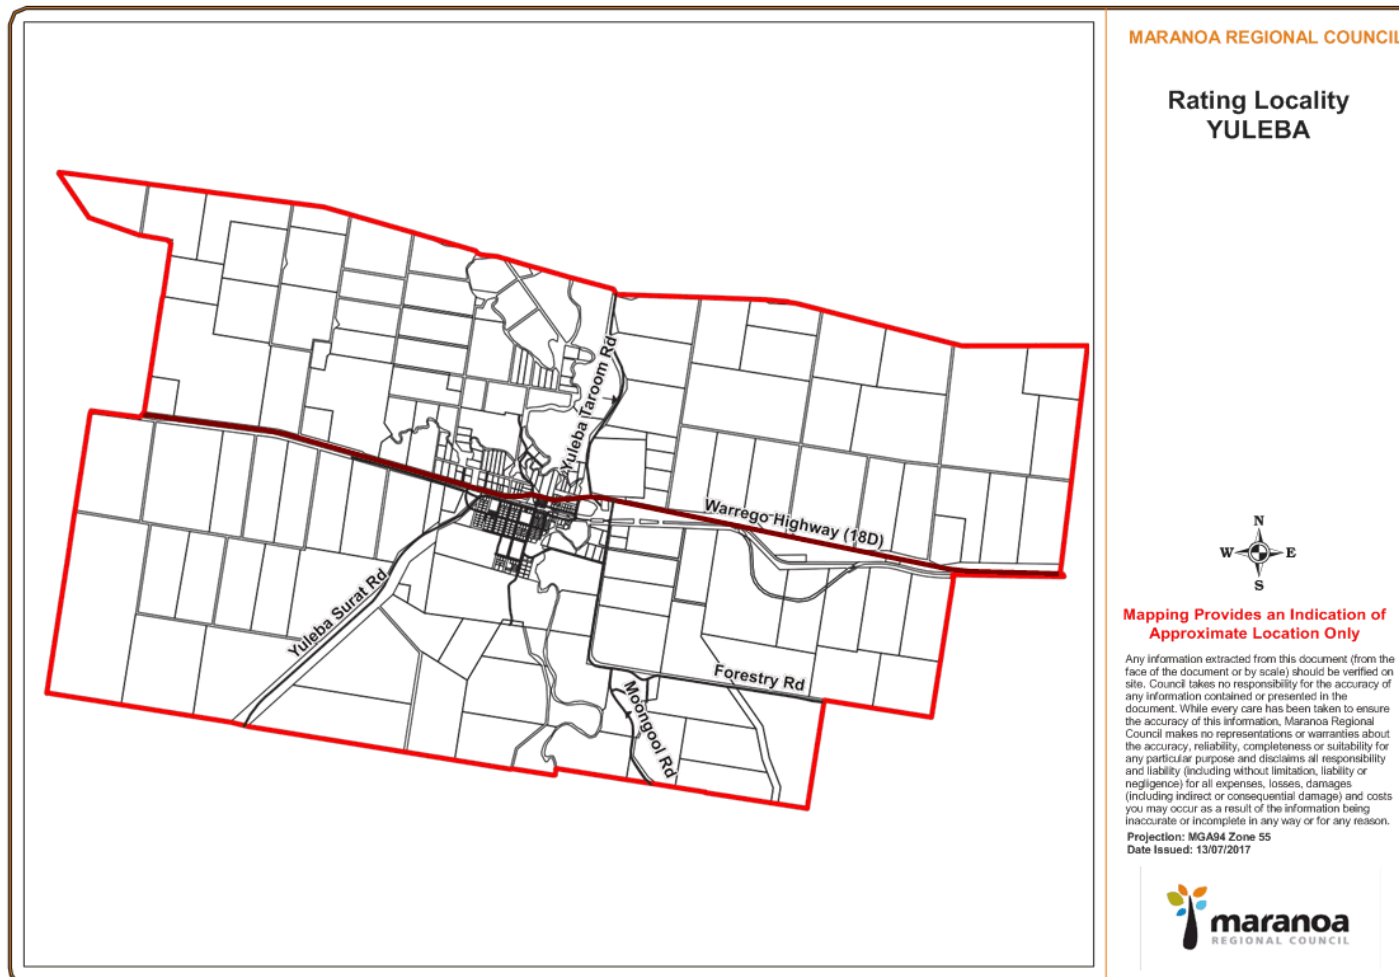 MARANOA REGIONAL COUNCIL
Rating Locality
YULEBA
Yuleba Taroom Rd
Warrego Highway (18D)
Yuleba Surat Rd
Forestry Rd
Moongool Rd
N
W E
S
Mapping Provides an Indication of
Approximate Location Only
Any information extracted from this document (from the
face of the document or by scale) should be verified on
site. Council takes no responsibility for the accuracy of
any information contained or presented in the
document. While every care has been taken to ensure
the accuracy of this information, Maranoa Regional
Council makes no representations or warranties about
the accuracy, reliability, completeness or suitability for
any particular purpose and disclaims all responsibility
and liability (including without limitation, liability or
negligence) for all expenses, losses, damages
(including indirect or consequential damage) and costs
you may occur as a result of the information being
inaccurate or incomplete in any way or for any reason.
Projection: MGA94 Zone 55
Date Issued: 13/07/2017
maranoa
REGIONAL COUNCIL